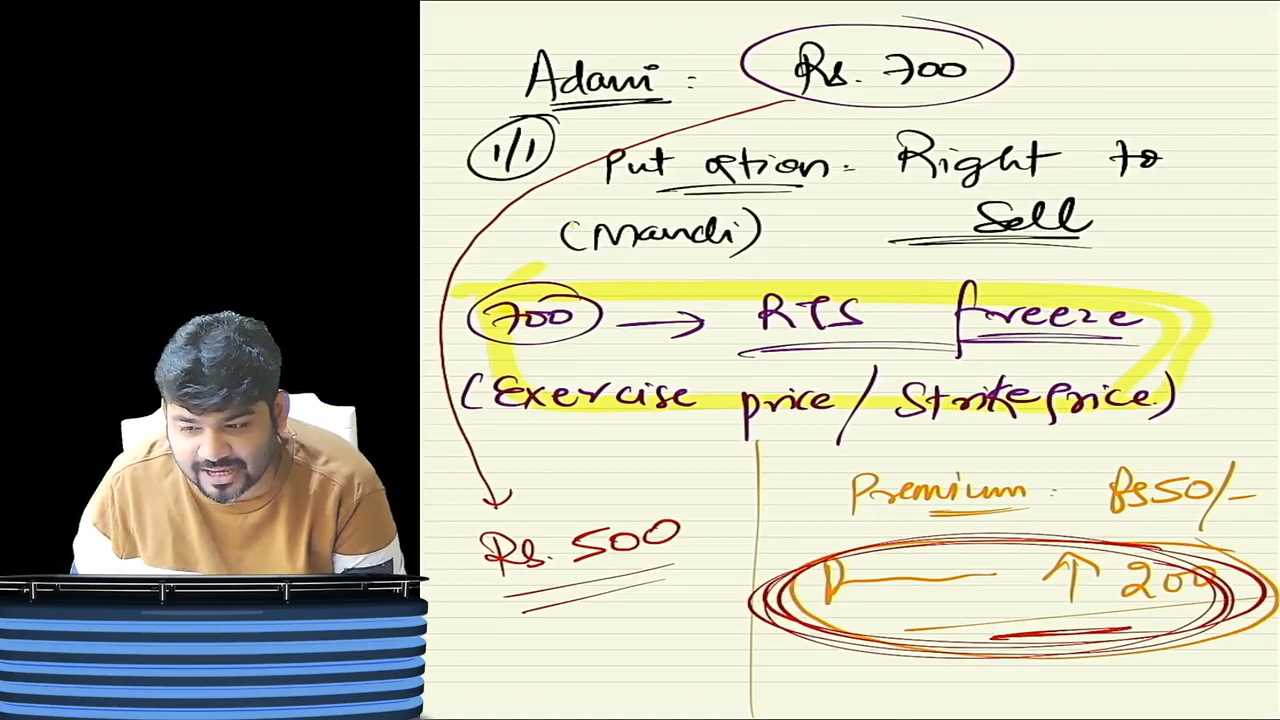 Adani : Rs. 700
1/1 Put option = Right to
(Mandi) Sell
700 → RTS freeze
(Exercise price / Strike price)
Premium : Rs 50/-
Rs. 500
P ↑ 200